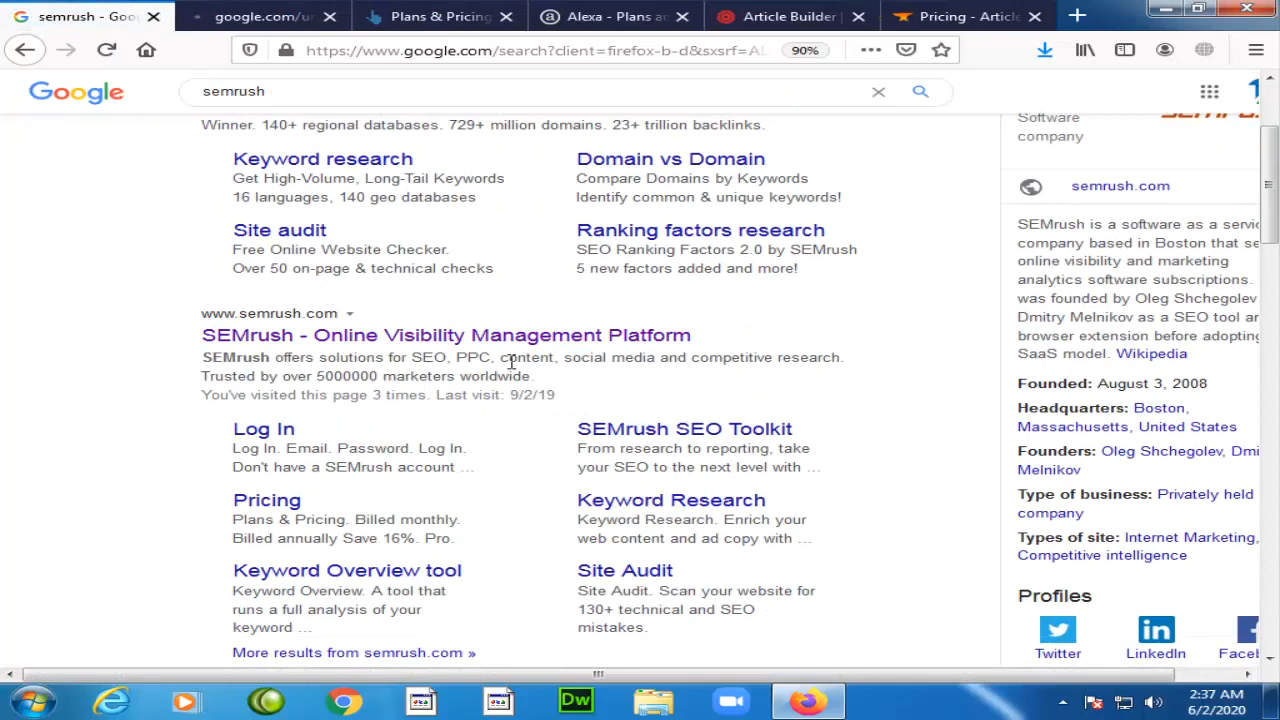 semrush - Goo
google.com/u
Plans & Pricing
Alexa - Plans a
Article Builder
Pricing - Article
https://www.google.com/search?client=firefox-b-d&sxsrf=AL
90%
Google
semrush
Winner. 140+ regional databases. 729+ million domains. 23+ trillion backlinks.
Keyword research
Get High-Volume, Long-Tail Keywords
16 languages, 140 geo databases
Domain vs Domain
Compare Domains by Keywords
Identify common & unique keywords!
Site audit
Free Online Website Checker.
Over 50 on-page & technical checks
Ranking factors research
SEO Ranking Factors 2.0 by SEMrush
5 new factors added and more!
www.semrush.com
SEMrush - Online Visibility Management Platform
SEMrush offers solutions for SEO, PPC, content, social media and competitive research.
Trusted by over 5000000 marketers worldwide.
You've visited this page 3 times. Last visit: 9/2/19
Log In
Log In. Email. Password. Log In.
Don't have a SEMrush account ...
SEMrush SEO Toolkit
From research to reporting, take
your SEO to the next level with ...
Pricing
Plans & Pricing. Billed monthly.
Billed annually Save 16%. Pro.
Keyword Research
Keyword Research. Enrich your
web content and ad copy with ...
Keyword Overview tool
Keyword Overview. A tool that
runs a full analysis of your
keyword ...
Site Audit
Site Audit. Scan your website for
130+ technical and SEO
mistakes.
More results from semrush.com »
Software
company
semrush.com
SEMrush is a software as a servic
company based in Boston that se
online visibility and marketing
analytics software subscriptions.
was founded by Oleg Shchegolev
Dmitry Melnikov as a SEO tool a
browser extension before adopting
SaaS model. Wikipedia
Founded: August 3, 2008
Headquarters: Boston,
Massachusetts, United States
Founders: Oleg Shchegolev, Dmi
Melnikov
Type of business: Privately held
company
Types of site: Internet Marketing,
Competitive intelligence
Profiles
Twitter
LinkedIn
Faceb
Dw
2:37 AM
6/2/2020